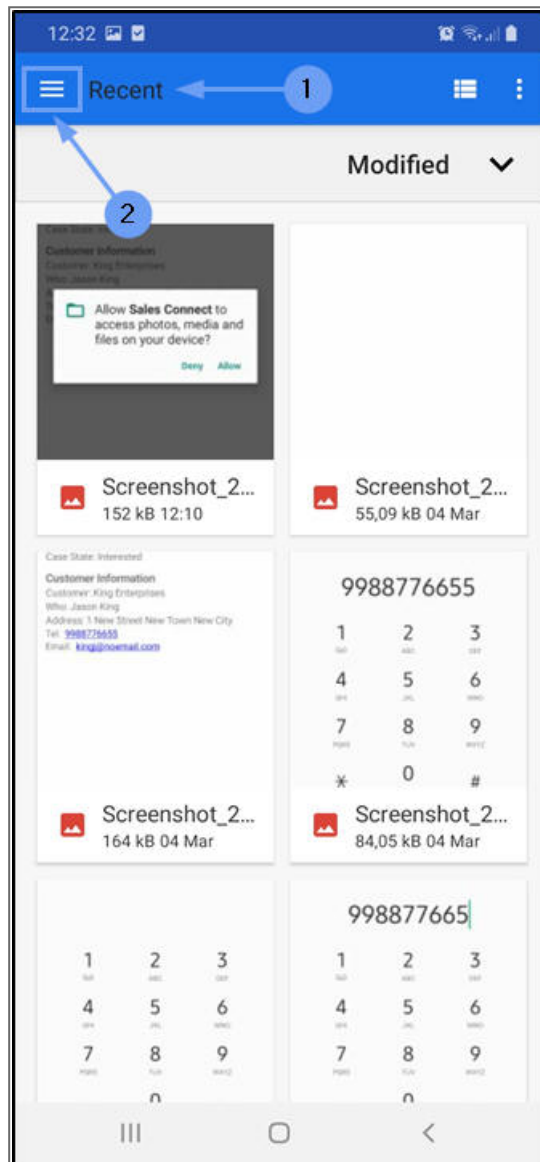 12:32
Recent
1
Modified
2
Customer Information
Customer: King Enterprises
Who: Jason King
Allow Sales Connect to
access photos, media and
files on your device?
Deny Allow
Screenshot_2...
152 kB 12:10
Screenshot_2...
55,09 kB 04 Mar
Case State: Interested
Customer Information
Customer: King Enterprises
Who: Jason King
Address: 1 New Street New Town New City
Tel: 9988776655
Email: kingj@noemail.com
Screenshot_2...
164 kB 04 Mar
9988776655
1 2 3
4 5 6
7 8 9
* 0 #
Screenshot_2...
84,05 kB 04 Mar
1 2 3
4 5 6
7 8 9
0
998877665
1 2 3
4 5 6
7 8 9
0